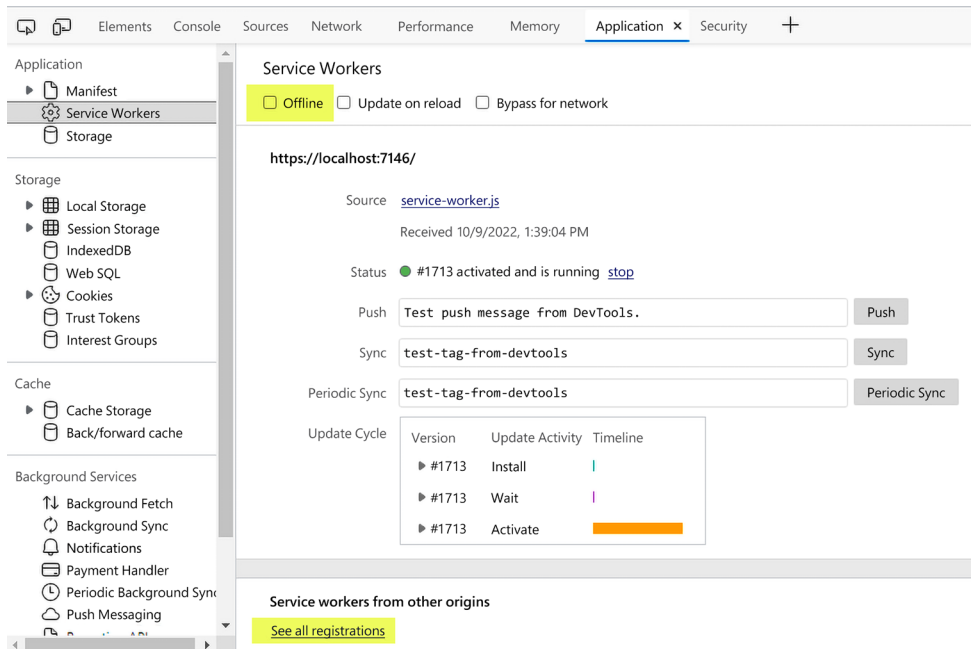 Elements Console Sources Network Performance Memory Application × Security +
Application
Manifest
Service Workers
Storage
Storage
Local Storage
Session Storage
IndexedDB
Web SQL
Cookies
Trust Tokens
Interest Groups
Cache
Cache Storage
Back/forward cache
Background Services
Background Fetch
Background Sync
Notifications
Payment Handler
Periodic Background Sync
Push Messaging
Service Workers
Offline Update on reload Bypass for network
https://localhost:7146/
Source service-worker.js
Received 10/9/2022, 1:39:04 PM
Status #1713 activated and is running stop
Push Test push message from DevTools. Push
Sync test-tag-from-devtools Sync
Periodic Sync test-tag-from-devtools Periodic Sync
Update Cycle Version Update Activity Timeline
#1713 Install
#1713 Wait
#1713 Activate
Service workers from other origins
See all registrations